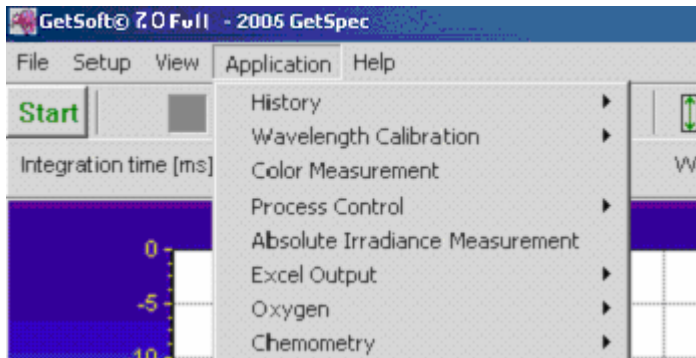 GetSoft© 7.0 Full - 2006 GetSpec
File Setup View Application Help
Start
History
Wavelength Calibration
Integration time [ms]
Color Measurement
Process Control
0
Absolute Irradiance Measurement
Excel Output
-5
Oxygen
Chemometry